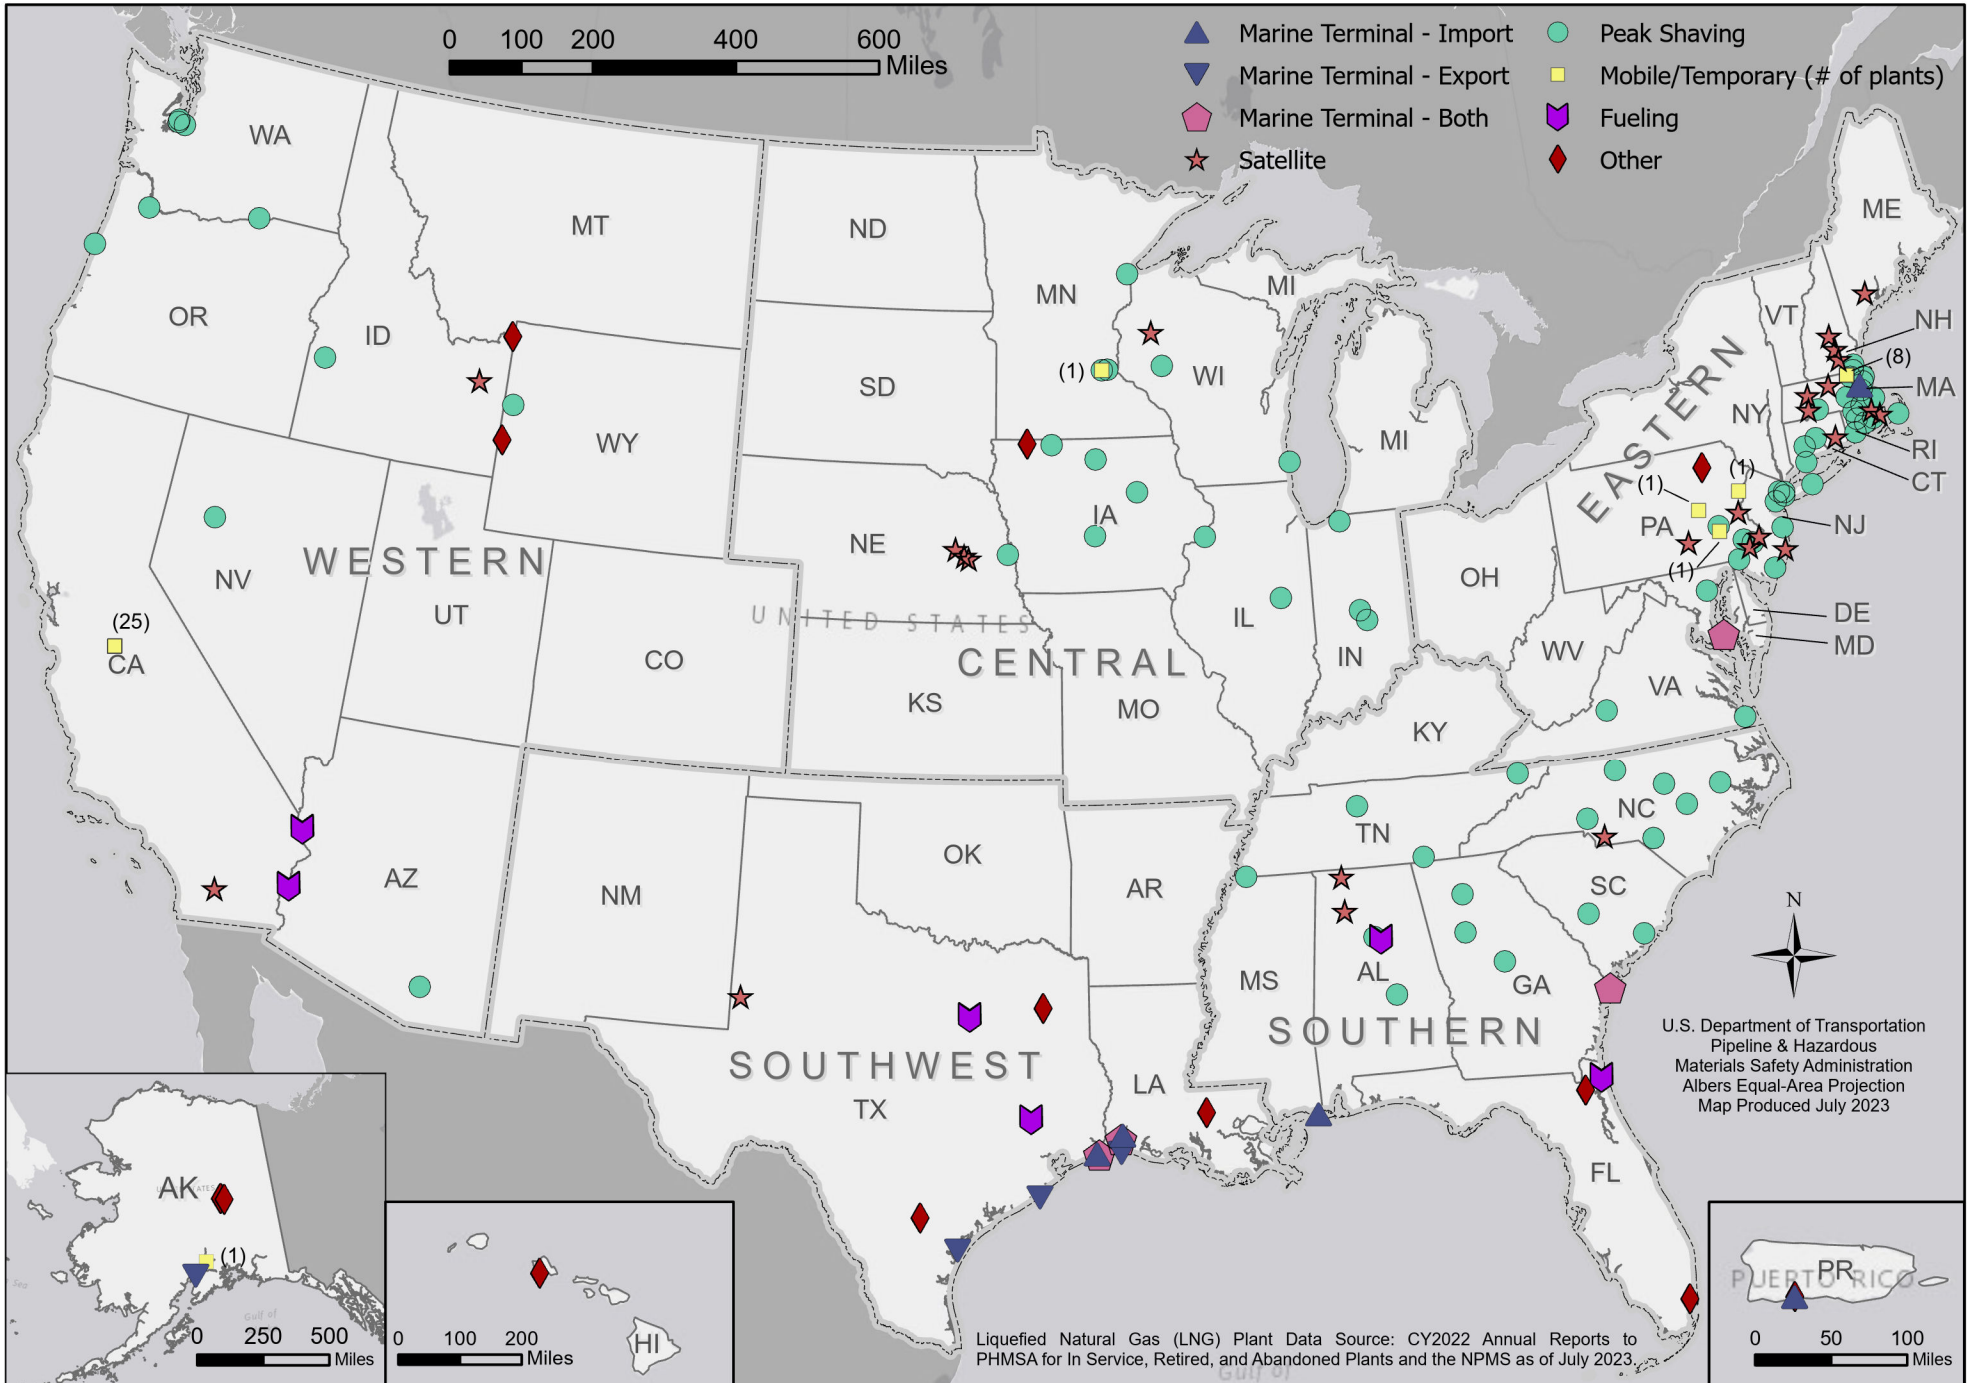 0 100 200 400 600
Miles
Marine Terminal - Import
Marine Terminal - Export
Marine Terminal - Both
Satellite
Peak Shaving
Mobile/Temporary (# of plants)
Fueling
Other
WA
MT
ND
MN
MI
ME
OR
ID
SD
WI
MI
VT
NH
(8)
MA
NY
RI
CT
(1)
WY
EASTERN
(1)
(1)
PA
NJ
(1)
IA
NE
NV
WESTERN
UT
OH
IL
IN
DE
MD
WV
VA
UNITED STATES
CENTRAL
(25)
CA
CO
KS
MO
KY
NC
TN
SC
AZ
NM
OK
AR
MS
AL
GA
SOUTHERN
SOUTHWEST
TX
LA
FL
N
U.S. Department of Transportation
Pipeline & Hazardous
Materials Safety Administration
Albers Equal-Area Projection
Map Produced July 2023
AK
(1)
Gulf of
0 250 500
Miles
HI
0 100 200
Miles
Liquefied Natural Gas (LNG) Plant Data Source: CY2022 Annual Reports to
PHMSA for In Service, Retired, and Abandoned Plants and the NPMS as of July 2023.
Gulf of
PR
PUERTO RICO
0 50 100
Miles